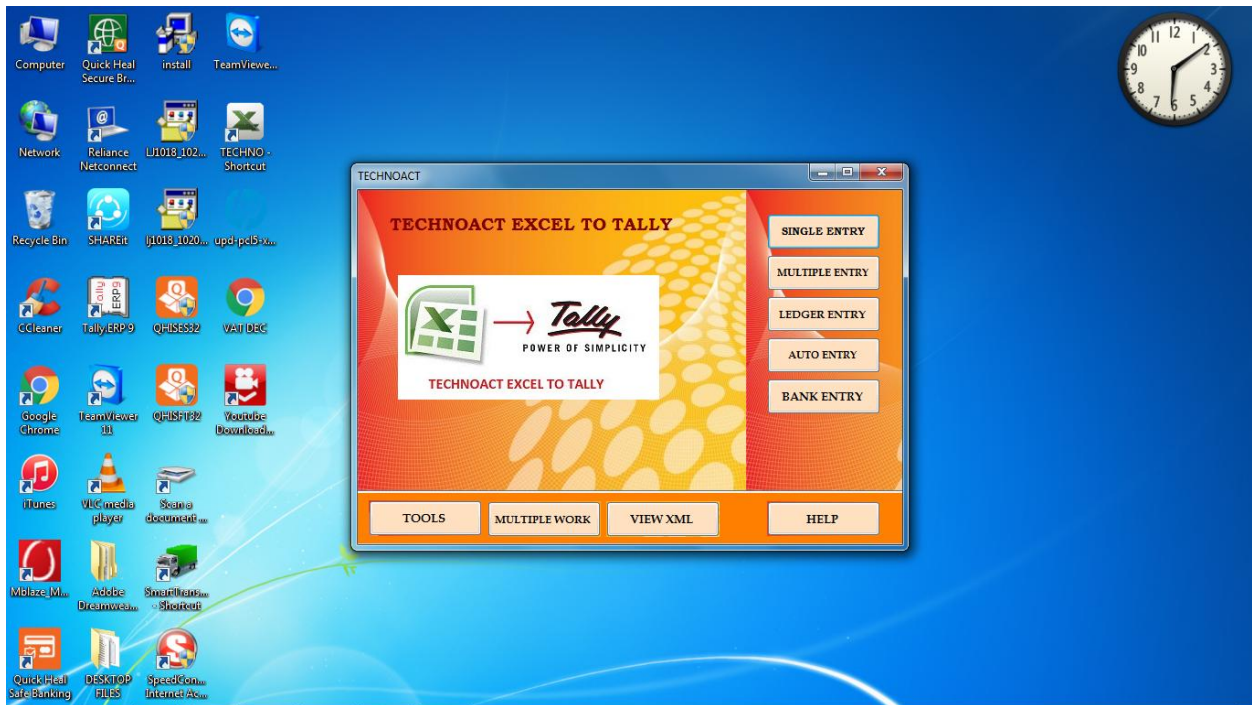 Computer
Quick Heal
Secure Br...
install
TeamViewe...
Network
Reliance
Netconnect
LJ1018_102...
TECHNO -
Shortcut
Recycle Bin
SHAREit
lj1018_1020...
upd-pcl5-x...
CCleaner
Tally.ERP 9
QHISES32
VAT DEC
Google
Chrome
TeamViewer
11
QHISFT32
Youtube
Download...
iTunes
VLC media
player
Scan a
document ...
Mblaze_M...
Adobe
Dreamwea...
SmartTrans...
- Shortcut
Quick Heal
Safe Banking
DESKTOP
FILES
SpeedCon...
Internet Ac...
TECHNOACT
TECHNOACT EXCEL TO TALLY
Tally
POWER OF SIMPLICITY
TECHNOACT EXCEL TO TALLY
SINGLE ENTRY
MULTIPLE ENTRY
LEDGER ENTRY
AUTO ENTRY
BANK ENTRY
TOOLS
MULTIPLE WORK
VIEW XML
HELP
11 12 1
10 2
9 3
8 4
7 6 5